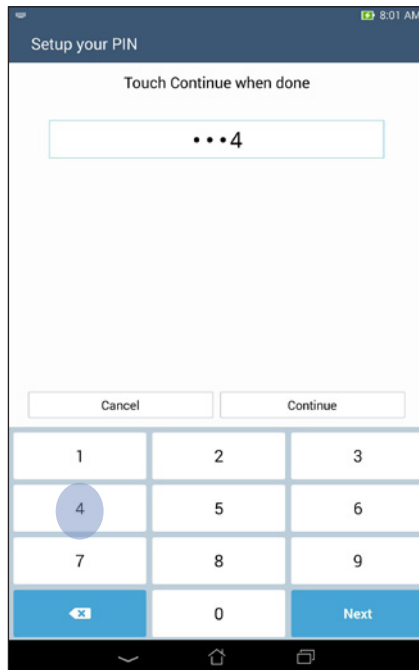 8:01 AM
Setup your PIN
Touch Continue when done
•••4
Cancel Continue
1 2 3
4 5 6
7 8 9
0 Next